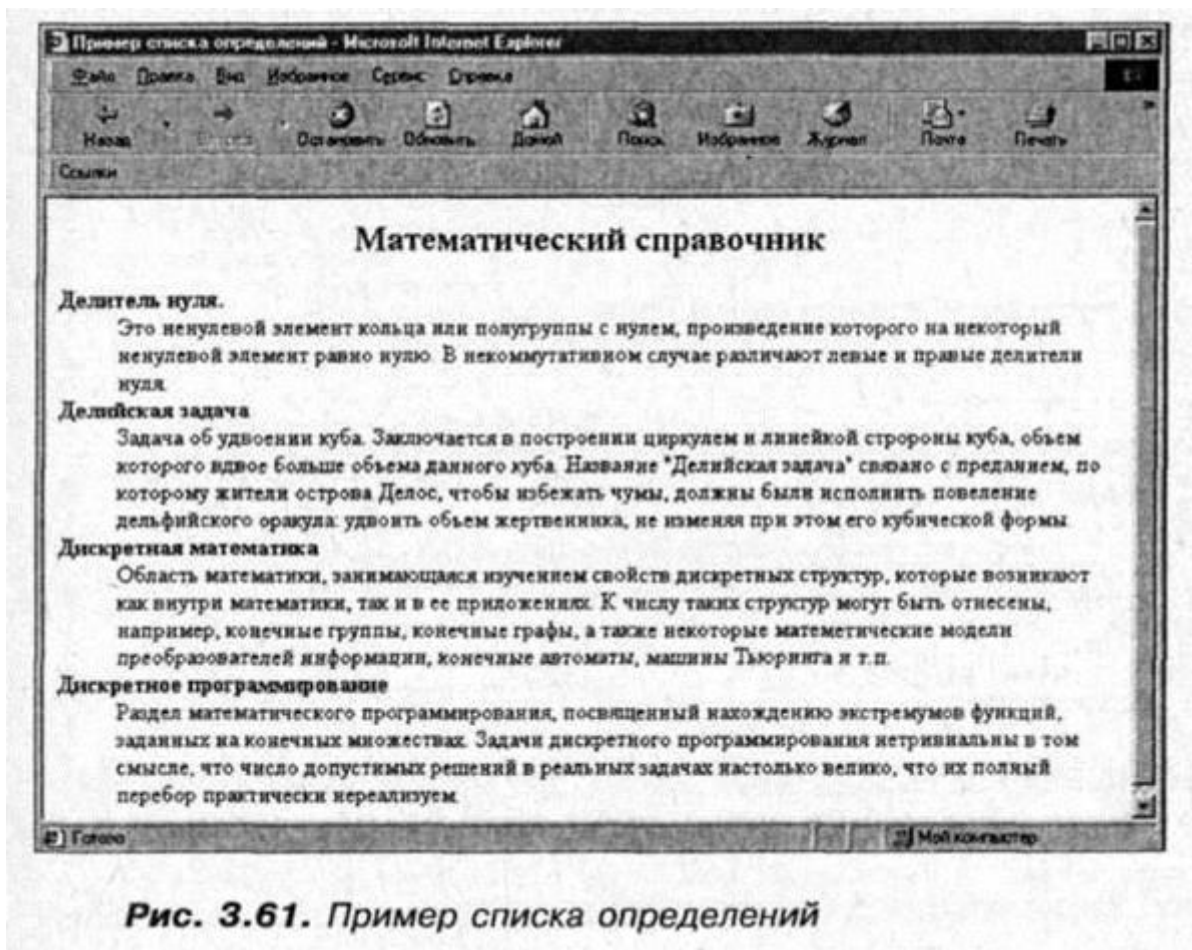 Пример списка определений - Microsoft Internet Explorer
Файл Правка Вид Избранное Сервис Справка
Назад Вперед Остановить Обновить Домой Поиск Избранное Журнал Почта Печать
Ссылки
Математический справочник
Делитель нуля.
Это ненулевой элемент кольца или полугруппы с нулем, произведение которого на некоторый
ненулевой элемент равно нулю. В некоммутативном случае различают левые и правые делители
нуля.
Делийская задача
Задача об удвоении куба. Заключается в построении циркулем и линейкой стророны куба, объем
которого вдвое больше объема данного куба. Название "Делийская задача" связано с преданием, по
которому жители острова Делос, чтобы избежать чумы, должны были исполнить повеление
дельфийского оракула: удвоить объем жертвенника, не изменяя при этом его кубической формы.
Дискретная математика
Область математики, занимающаяся изучением свойств дискретных структур, которые возникают
как внутри математики, так и в ее приложениях. К числу таких структур могут быть отнесены,
например, конечные группы, конечные графы, а также некоторые матеметические модели
преобразователей информации, конечные автоматы, машины Тьюринга и т.п.
Дискретное программирование
Раздел математического программирования, посвященный нахождению экстремумов функций,
заданных на конечных множествах. Задачи дискретного программирования нетривиальны в том
смысле, что число допустимых решений в реальных задачах настолько велико, что их полный
перебор практически нереализуем.
Готово Мой компьютер
Рис. 3.61. Пример списка определений